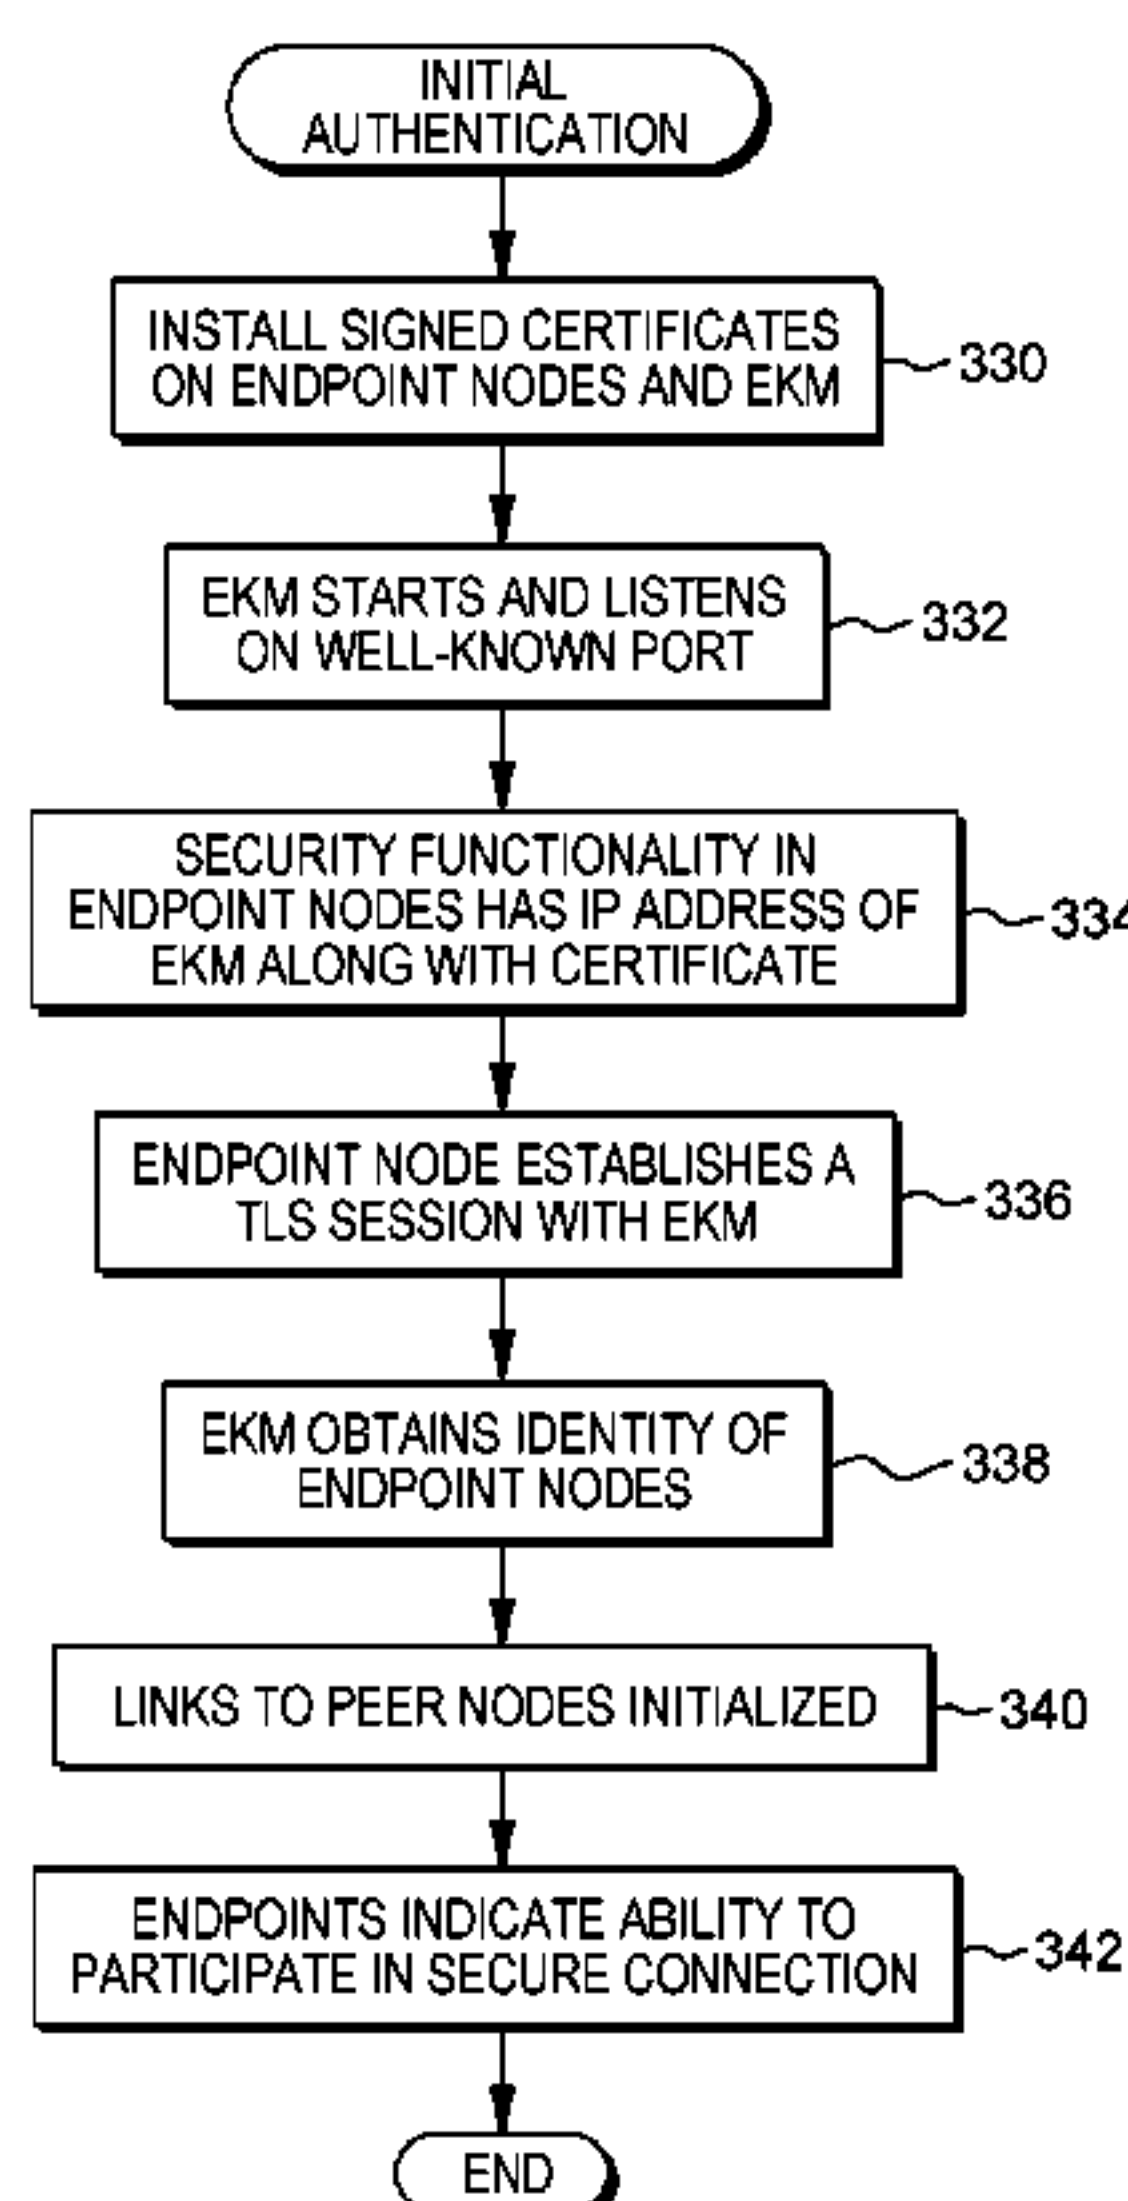 INITIAL
AUTHENTICATION
INSTALL SIGNED CERTIFICATES
ON ENDPOINT NODES AND EKM
330
EKM STARTS AND LISTENS
ON WELL-KNOWN PORT
332
SECURITY FUNCTIONALITY IN
ENDPOINT NODES HAS IP ADDRESS OF
EKM ALONG WITH CERTIFICATE
334
ENDPOINT NODE ESTABLISHES A
TLS SESSION WITH EKM
336
EKM OBTAINS IDENTITY OF
ENDPOINT NODES
338
LINKS TO PEER NODES INITIALIZED
340
ENDPOINTS INDICATE ABILITY TO
PARTICIPATE IN SECURE CONNECTION
342
END